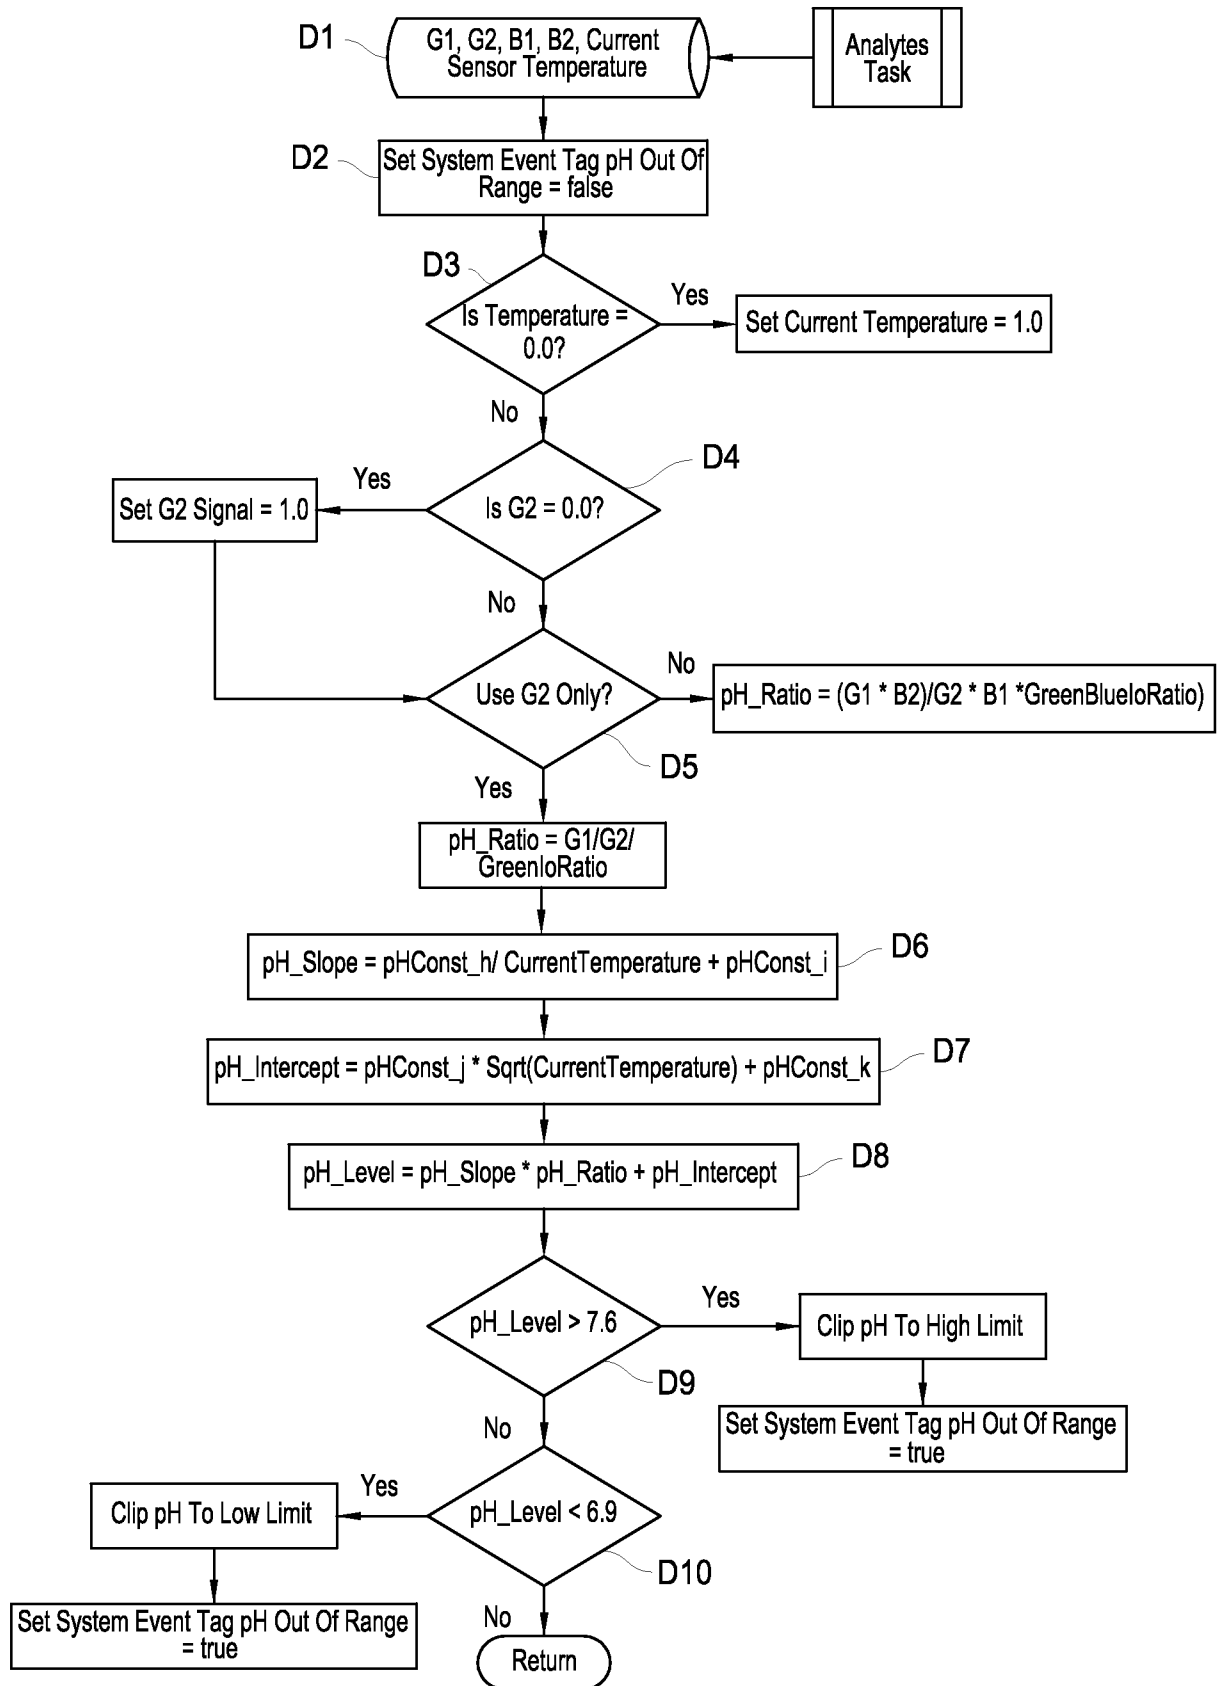 D1
G1, G2, B1, B2, Current
Sensor Temperature
Analytes
Task
D2
Set System Event Tag pH Out Of
Range = false
D3
Is Temperature =
0.0?
Yes
Set Current Temperature = 1.0
No
D4
Yes
Set G2 Signal = 1.0
Is G2 = 0.0?
No
Use G2 Only?
No
pH_Ratio = (G1 * B2)/G2 * B1 *GreenBlueIoRatio)
D5
Yes
pH_Ratio = G1/G2/
GreenIoRatio
D6
pH_Slope = pHConst_h/ CurrentTemperature + pHConst_i
D7
pH_Intercept = pHConst_j * Sqrt(CurrentTemperature) + pHConst_k
D8
pH_Level = pH_Slope * pH_Ratio + pH_Intercept
pH_Level > 7.6
Yes
Clip pH To High Limit
D9
No
Set System Event Tag pH Out Of Range
= true
Yes
Clip pH To Low Limit
pH_Level < 6.9
D10
No
Set System Event Tag pH Out Of Range
= true
Return